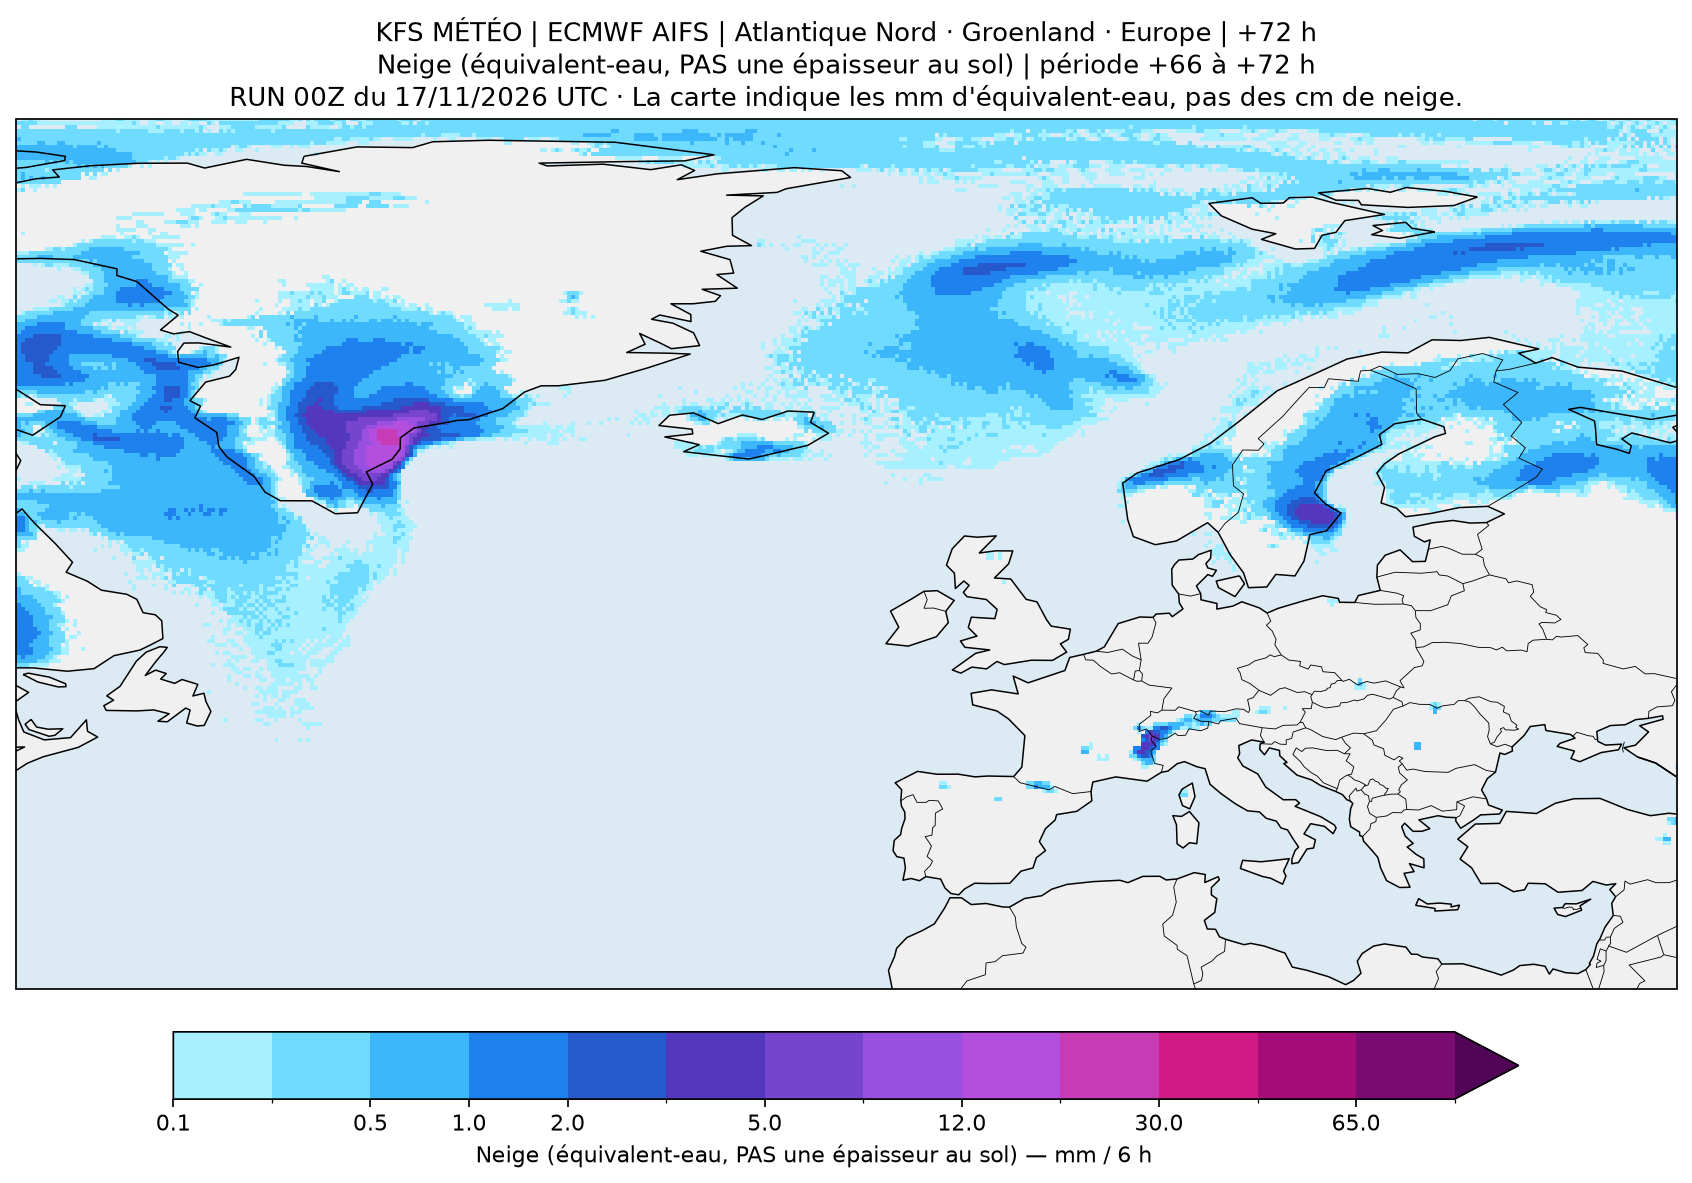 KFS MÉTÉO | ECMWF AIFS | Atlantique Nord · Groenland · Europe | +72 h
Neige (équivalent-eau, PAS une épaisseur au sol) | période +66 à +72 h
RUN 00Z du 17/11/2026 UTC · La carte indique les mm d'équivalent-eau, pas des cm de neige.
0.1 0.5 1.0 2.0 5.0 12.0 30.0 65.0
Neige (équivalent-eau, PAS une épaisseur au sol) — mm / 6 h